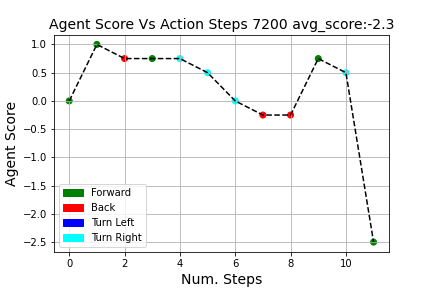 Agent Score Vs Action Steps 7200 avg_score:-2.3
Agent Score
1.0
0.5
0.0
−0.5
−1.0
−1.5
−2.0
−2.5
Forward
Back
Turn Left
Turn Right
0 2 4 6 8 10
Num. Steps